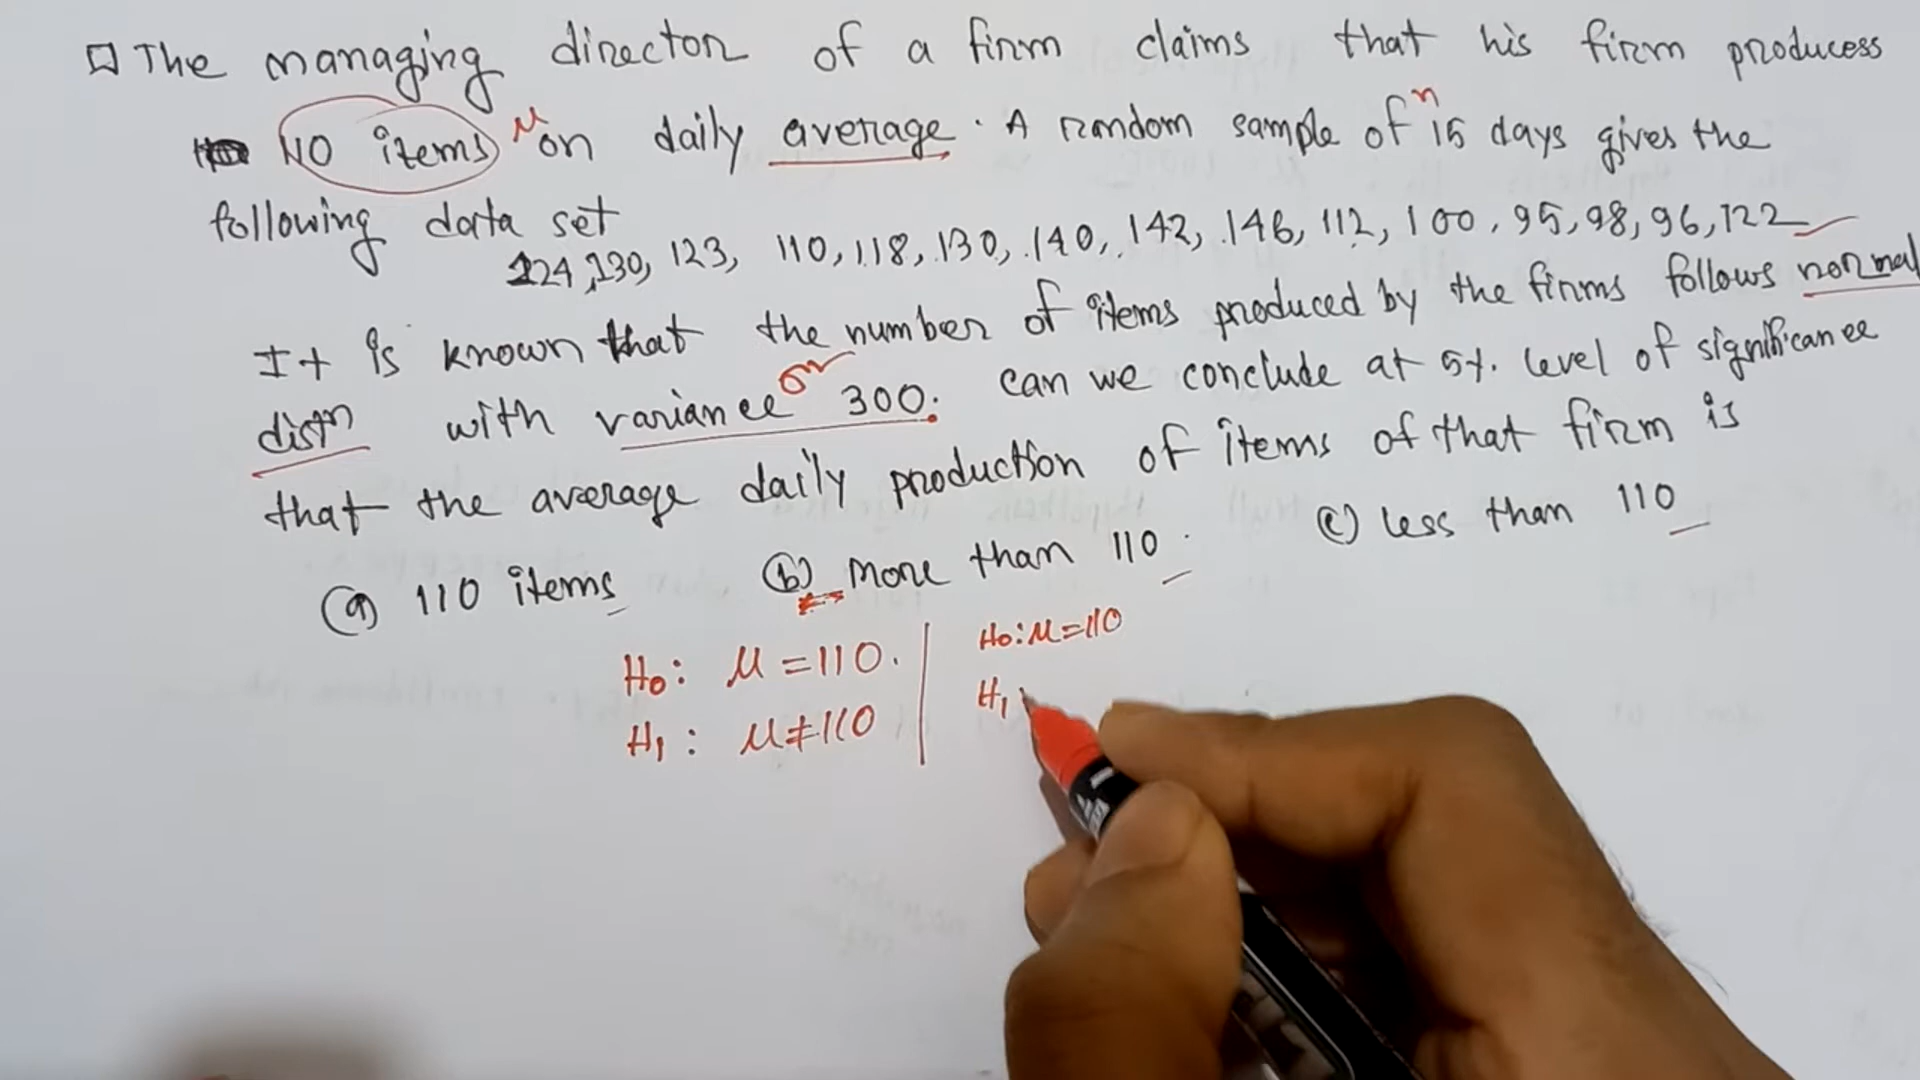 The managing director of a firm claims that his firm producess
110 items μ on daily average. A random sample of n 15 days gives the
following data set
124, 130, 123, 110, 118, 130, 140, 142, 146, 112, 100, 95, 98, 96, 122
It is known that the number of items produced by the firms follows normal
distn with variance σ² 300. can we conclude at 5%. level of significance
that the average daily production of items of that firm is
(a) 110 items (b) more than 110. (c) less than 110
H₀: μ = 110. H₀: μ = 110
H₁: μ ≠ 110 H₁